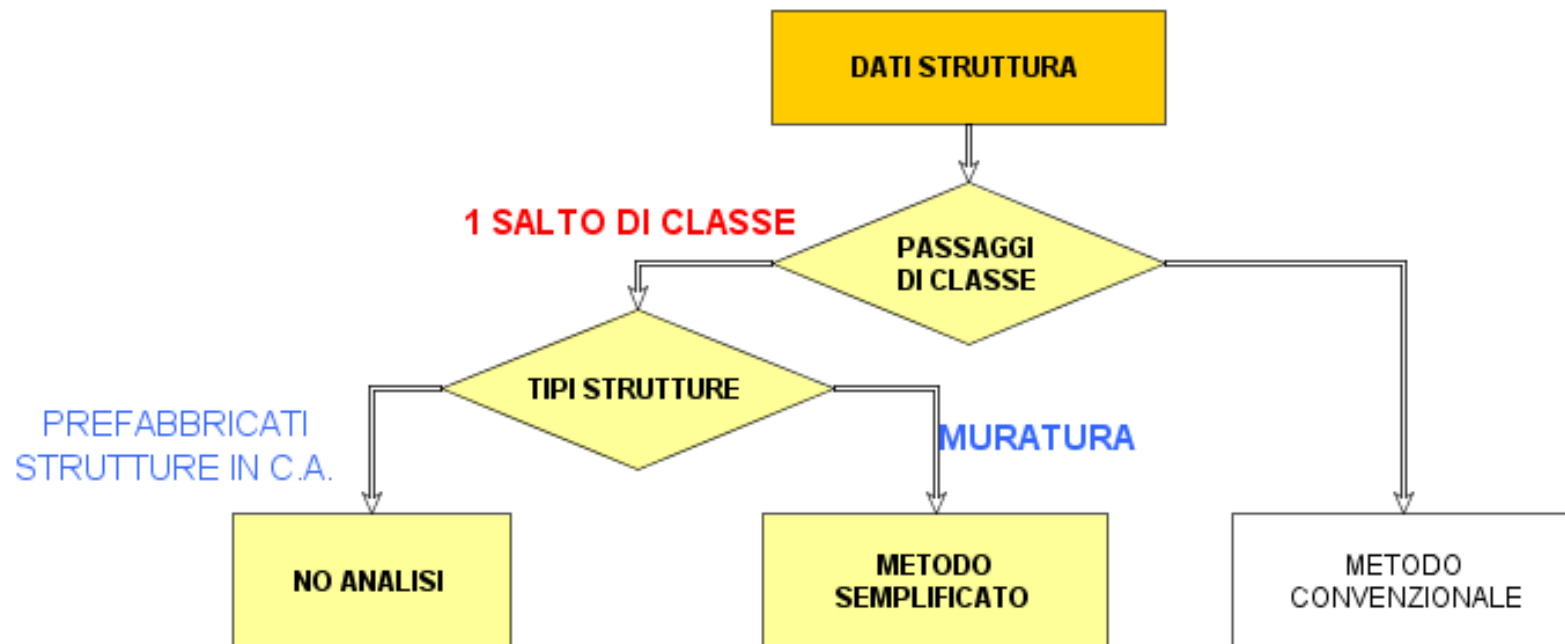 DATI STRUTTURA
1 SALTO DI CLASSE
PASSAGGI
DI CLASSE
TIPI STRUTTURE
PREFABBRICATI
STRUTTURE IN C.A.
MURATURA
NO ANALISI
METODO
SEMPLIFICATO
METODO
CONVENZIONALE